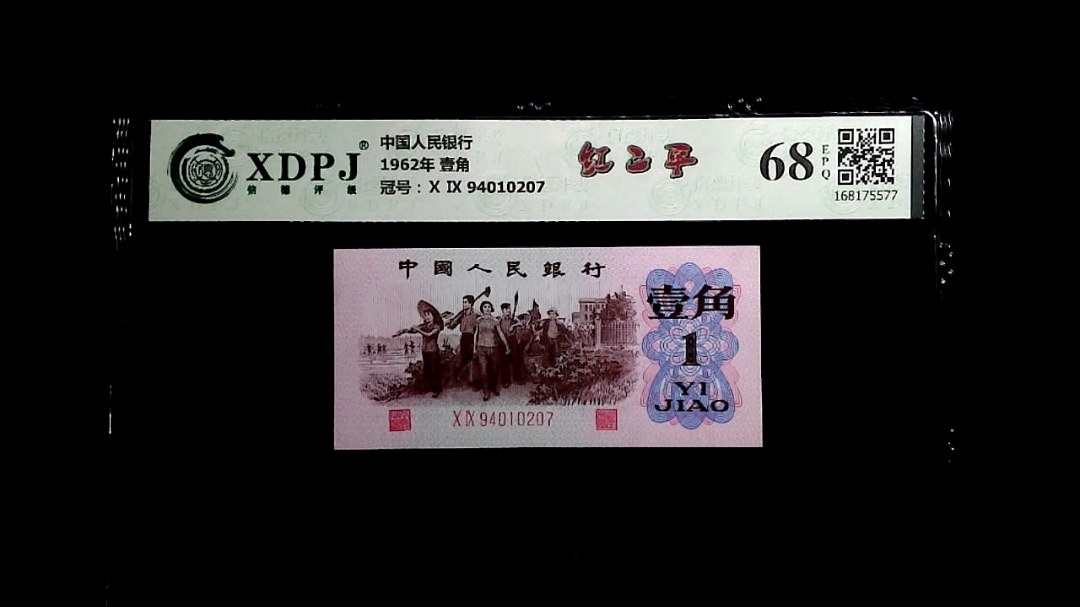 XDPJ®
信德评级
中国人民银行
1962年 壹角
冠号：X IX 94010207
红二平
68
EPQ
168175577
中國人民銀行
壹角
1
YI
JIAO
X IX 94010207